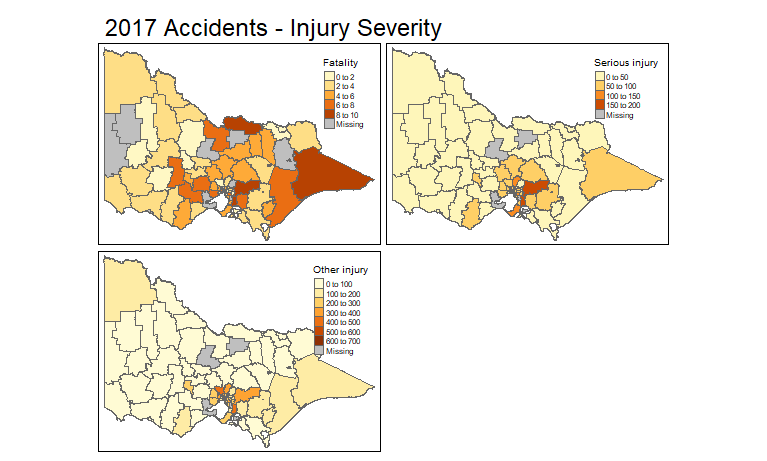 2017 Accidents - Injury Severity
Fatality
0 to 2
2 to 4
4 to 6
6 to 8
8 to 10
Missing
Serious injury
0 to 50
50 to 100
100 to 150
150 to 200
Missing
Other injury
0 to 100
100 to 200
200 to 300
300 to 400
400 to 500
500 to 600
600 to 700
Missing